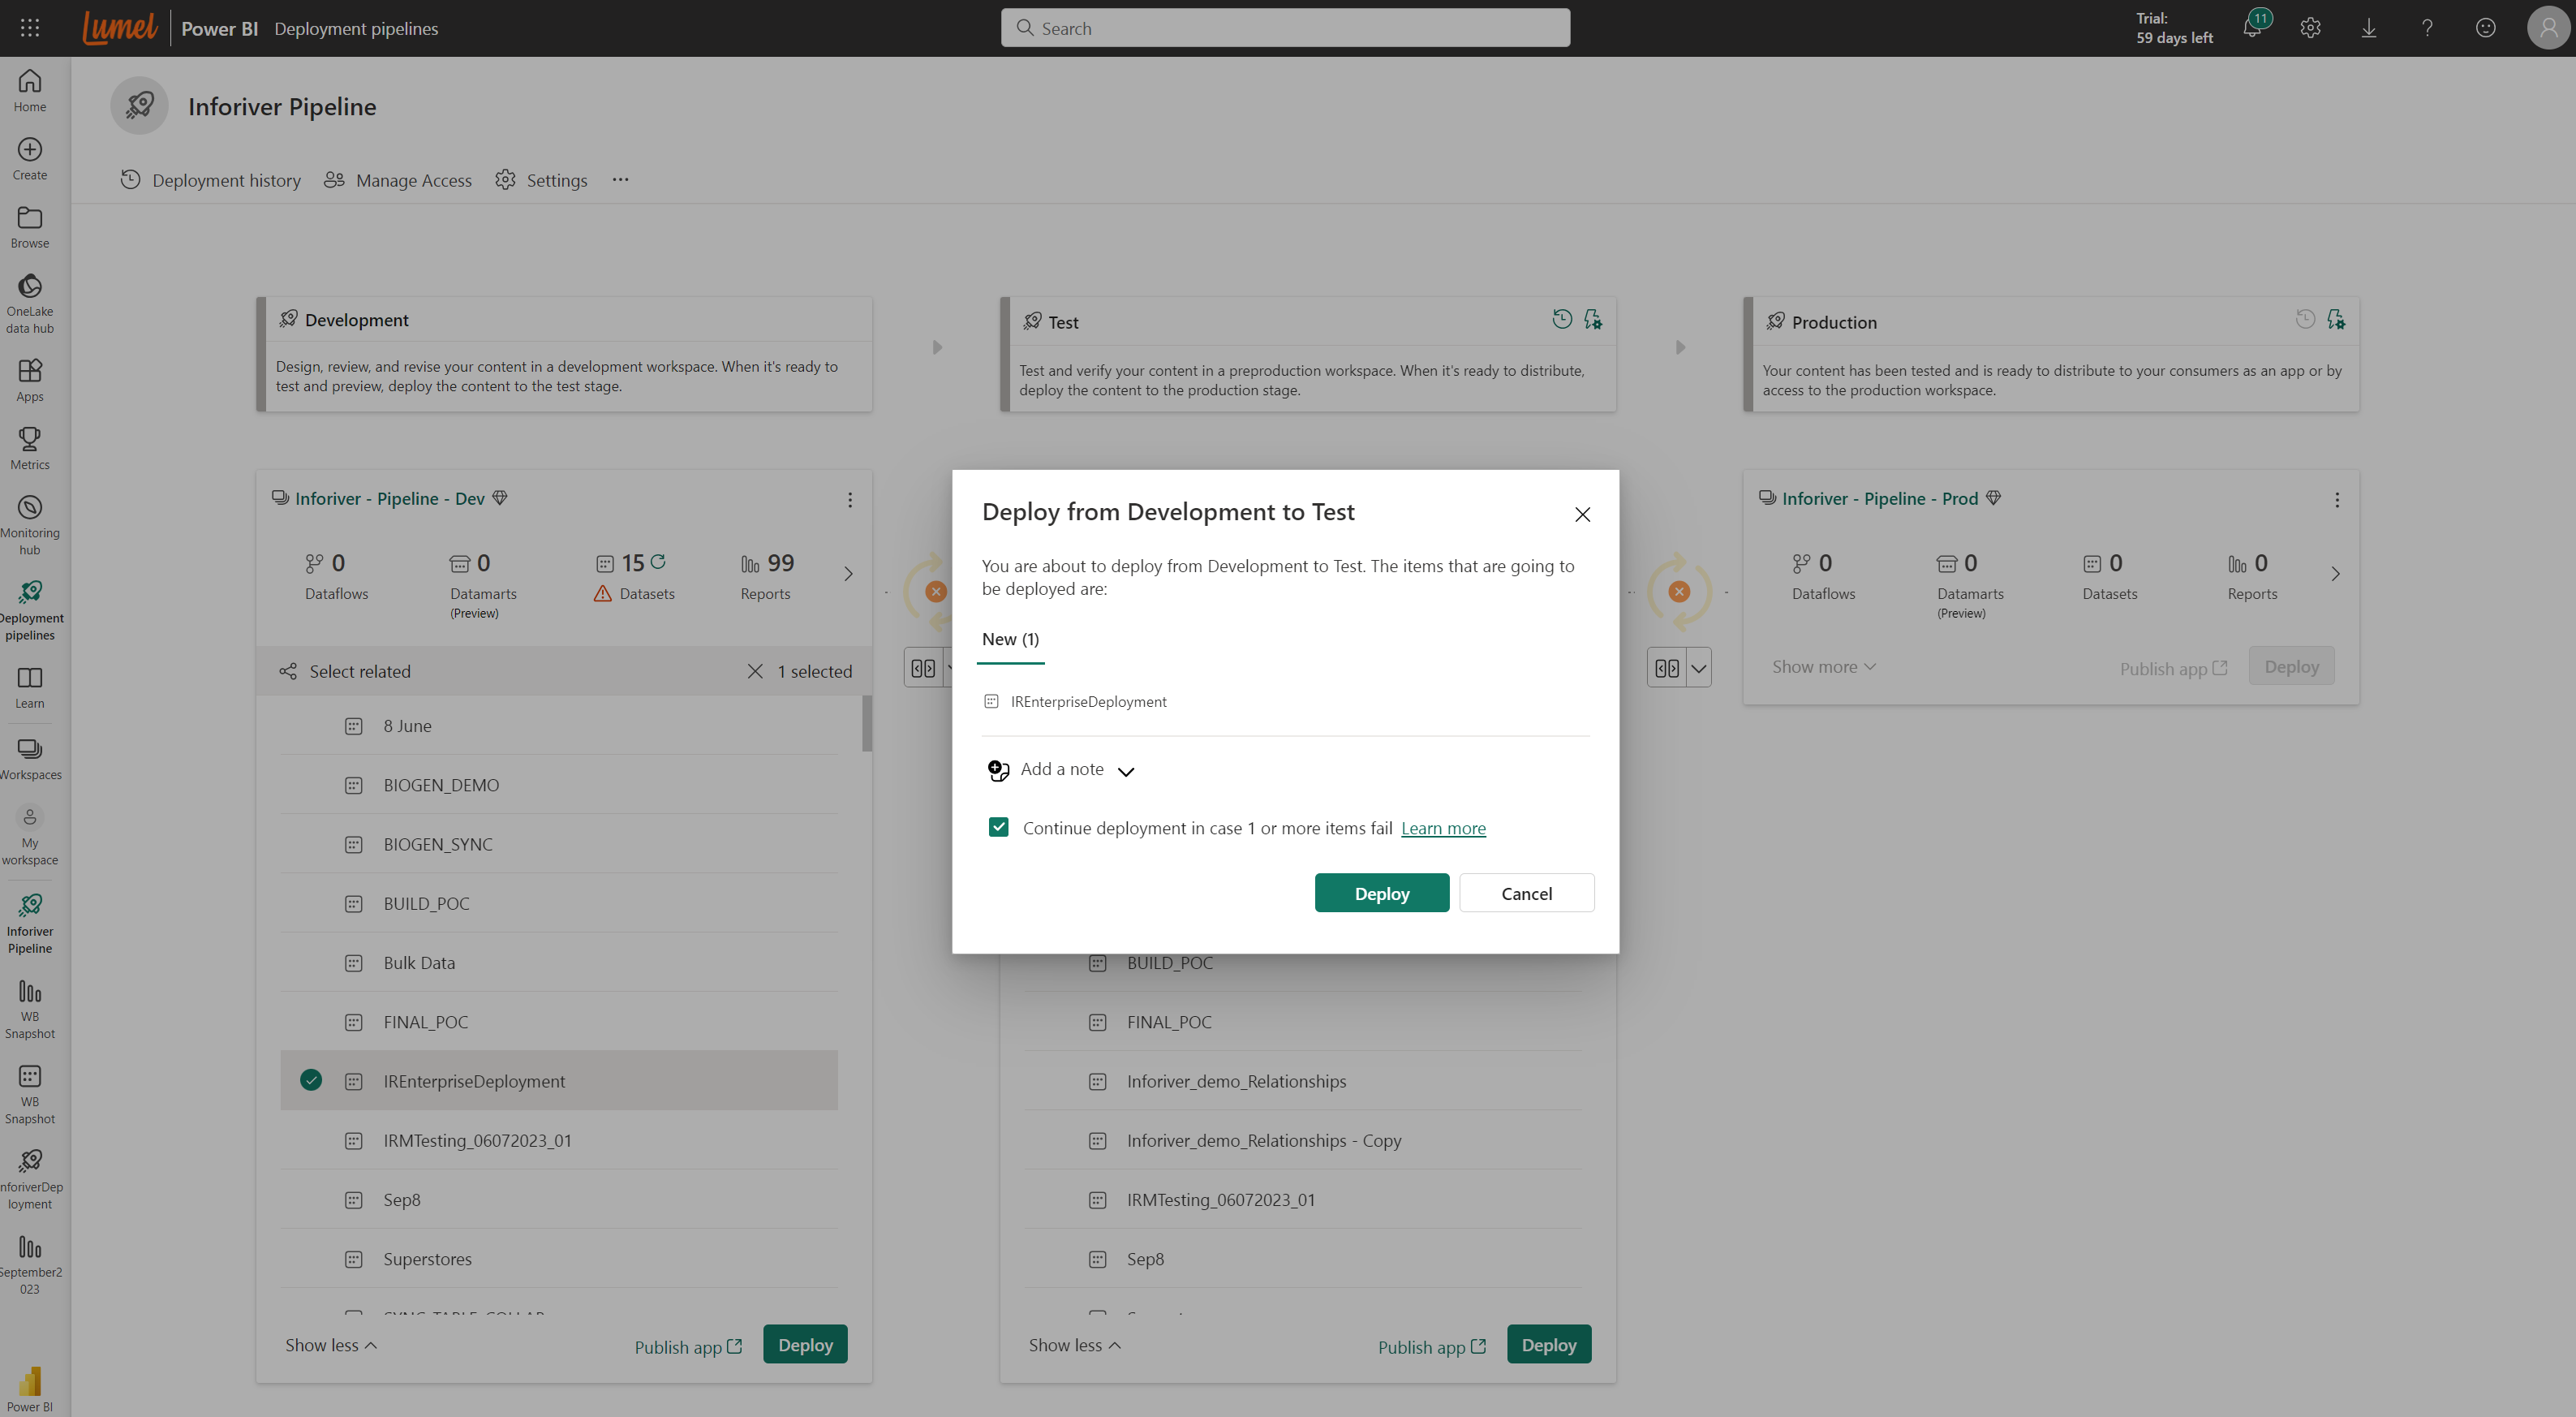 Lumel
Power BI
Deployment pipelines
Search
Trial:
59 days left
11
Home
Create
Browse
OneLake
data hub
Apps
Metrics
Monitoring
hub
Deployment
pipelines
Learn
Workspaces
My
workspace
Inforiver
Pipeline
WB
Snapshot
WB
Snapshot
nforiverDep
loyment
September2
023
Power BI
Inforiver Pipeline
Deployment history
Manage Access
Settings
Development
Design, review, and revise your content in a development workspace. When it's ready to
test and preview, deploy the content to the test stage.
Test
Test and verify your content in a preproduction workspace. When it's ready to distribute,
deploy the content to the production stage.
Production
Your content has been tested and is ready to distribute to your consumers as an app or by
access to the production workspace.
Inforiver - Pipeline - Dev
0
Dataflows
0
Datamarts
(Preview)
15
Datasets
99
Reports
Select related
1 selected
8 June
BIOGEN_DEMO
BIOGEN_SYNC
BUILD_POC
Bulk Data
FINAL_POC
IREnterpriseDeployment
IRMTesting_06072023_01
Sep8
Superstores
Show less
Publish app
Deploy
Deploy from Development to Test
You are about to deploy from Development to Test. The items that are going to
be deployed are:
New (1)
IREnterpriseDeployment
Add a note
Continue deployment in case 1 or more items fail Learn more
Deploy
Cancel
BUILD_POC
FINAL_POC
Inforiver_demo_Relationships
Inforiver_demo_Relationships - Copy
IRMTesting_06072023_01
Sep8
Show less
Publish app
Deploy
Inforiver - Pipeline - Prod
0
Dataflows
0
Datamarts
(Preview)
0
Datasets
0
Reports
Show more
Publish app
Deploy